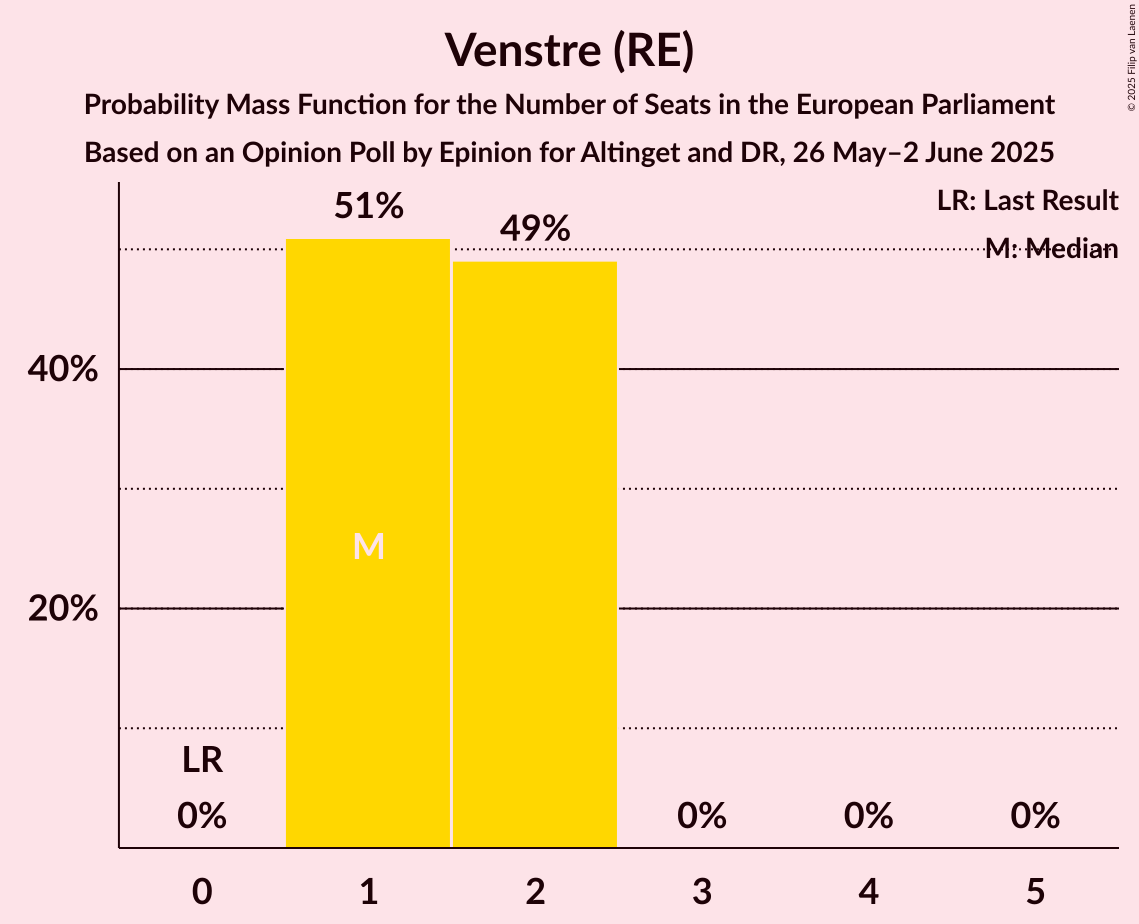 Venstre (RE)
Probability Mass Function for the Number of Seats in the European Parliament
Based on an Opinion Poll by Epinion for Altinget and DR, 26 May–2 June 2025
© 2025 Filip van Laenen
LR: Last Result
M: Median
51%
49%
40%
M
20%
LR
0%
0%
0%
0%
0
1
2
3
4
5